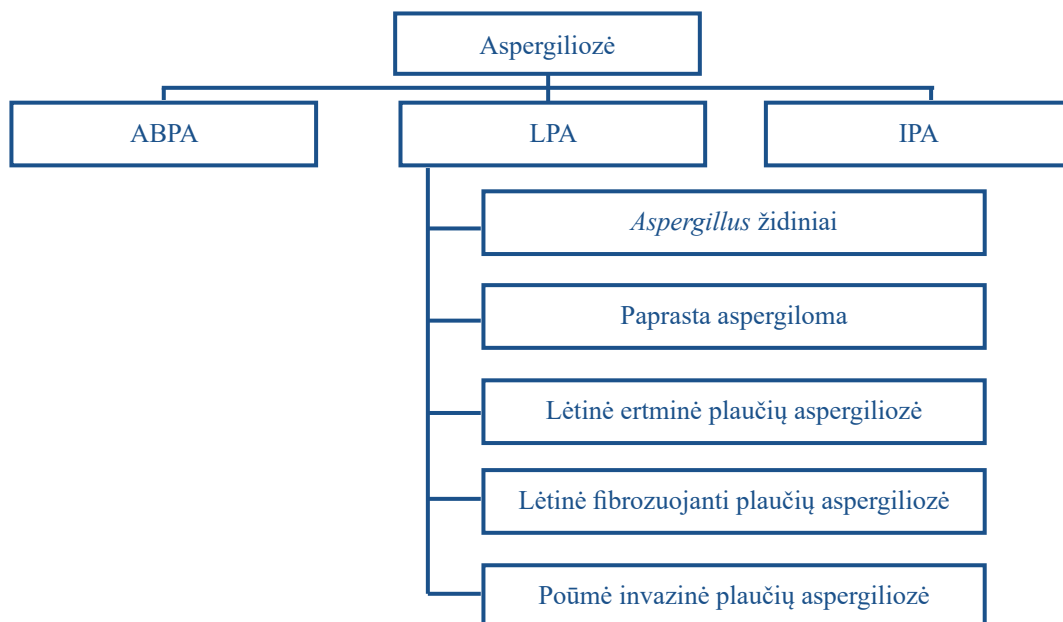 Aspergiliozė
ABPA
LPA
IPA
Aspergillus židiniai
Paprasta aspergiloma
Lėtinė ertminė plaučių aspergiliozė
Lėtinė fibrozuojanti plaučių aspergiliozė
Poūmė invazinė plaučių aspergiliozė